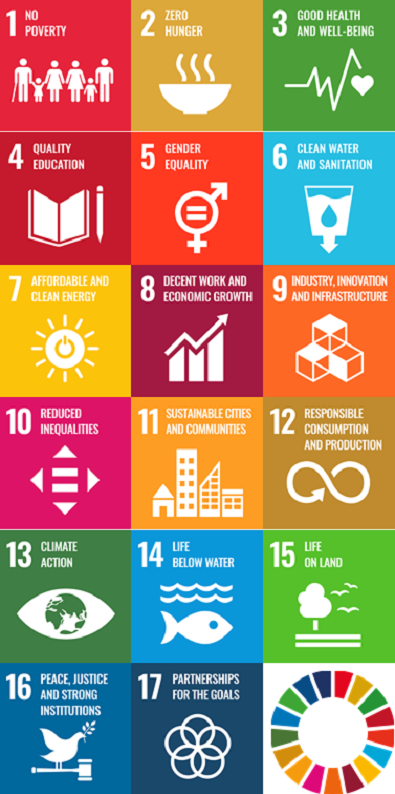 1 NO
POVERTY
2 ZERO
HUNGER
3 GOOD HEALTH
AND WELL-BEING
4 QUALITY
EDUCATION
5 GENDER
EQUALITY
6 CLEAN WATER
AND SANITATION
7 AFFORDABLE AND
CLEAN ENERGY
8 DECENT WORK AND
ECONOMIC GROWTH
9 INDUSTRY, INNOVATION
AND INFRASTRUCTURE
10 REDUCED
INEQUALITIES
11 SUSTAINABLE CITIES
AND COMMUNITIES
12 RESPONSIBLE
CONSUMPTION
AND PRODUCTION
13 CLIMATE
ACTION
14 LIFE
BELOW WATER
15 LIFE
ON LAND
16 PEACE, JUSTICE
AND STRONG
INSTITUTIONS
17 PARTNERSHIPS
FOR THE GOALS